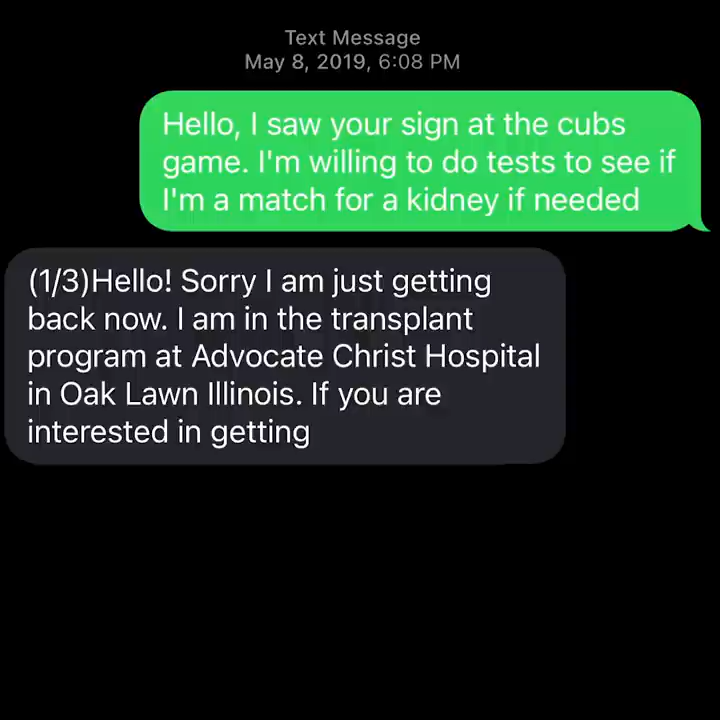 Text Message
May 8, 2019, 6:08 PM
Hello, I saw your sign at the cubs
game. I'm willing to do tests to see if
I'm a match for a kidney if needed
(1/3)Hello! Sorry I am just getting
back now. I am in the transplant
program at Advocate Christ Hospital
in Oak Lawn Illinois. If you are
interested in getting